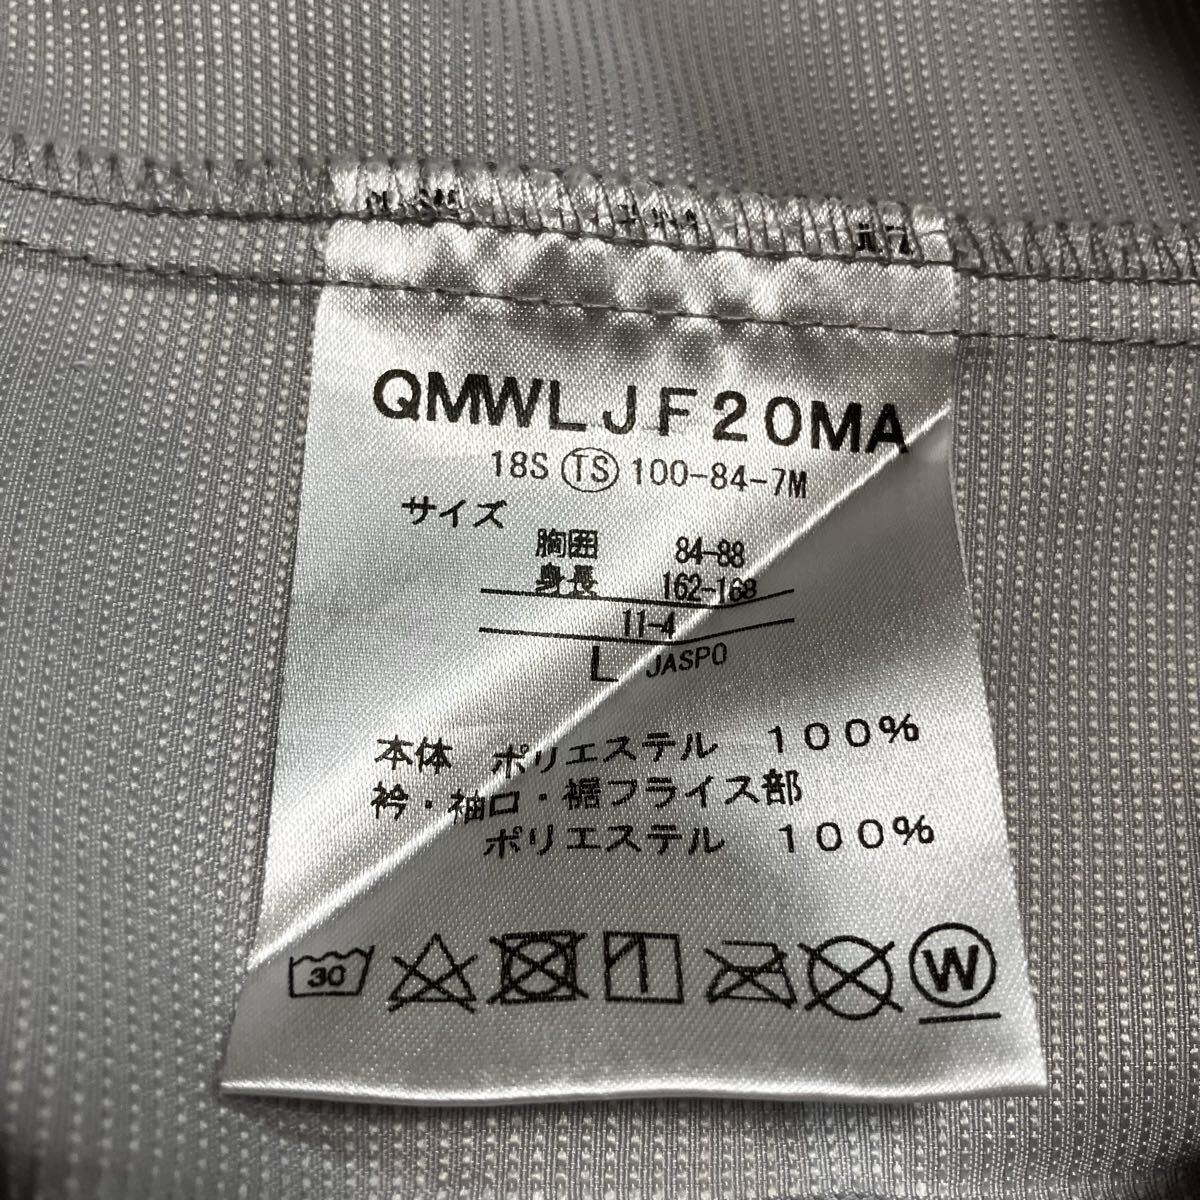 QMWLJF20MA
18S TS 100-84-7M
サイズ
胸囲 84-88
身長 162-168
11-4
L JASPO
本体 ポリエステル 100%
衿・袖口・裾フライス部
ポリエステル 100%
30
W